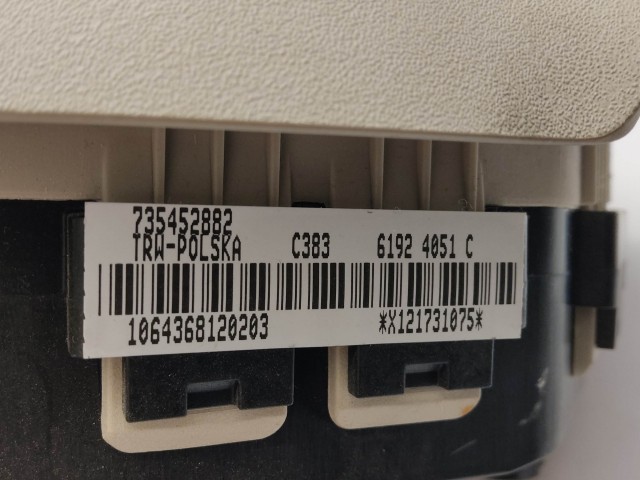 735452882
TRW-POLSKA C383 6192 4051 C
1064368120203 *X121731075*